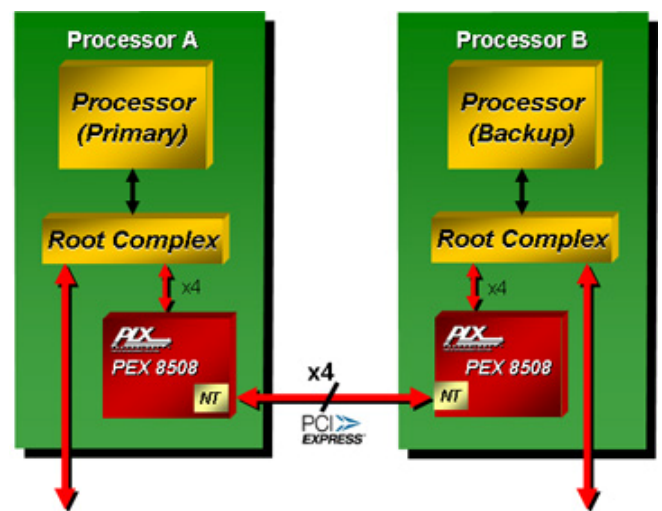 Processor A
Processor
(Primary)
Root Complex
x4
PLX
PEX 8508
NT
x4
PCI
EXPRESS
Processor B
Processor
(Backup)
Root Complex
x4
PLX
PEX 8508
NT